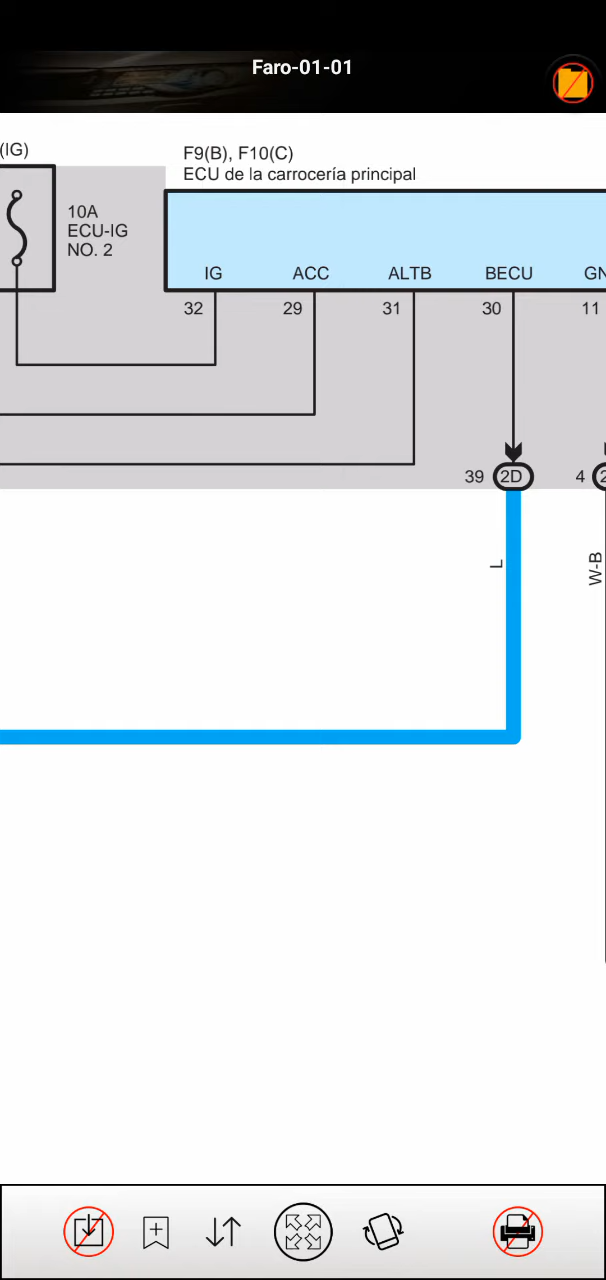 Faro-01-01
(IG)
F9(B), F10(C)
ECU de la carrocería principal
10A
ECU-IG
NO. 2
IG ACC ALTB BECU
32 29 31 30 11
39 2D 4
L
W-B